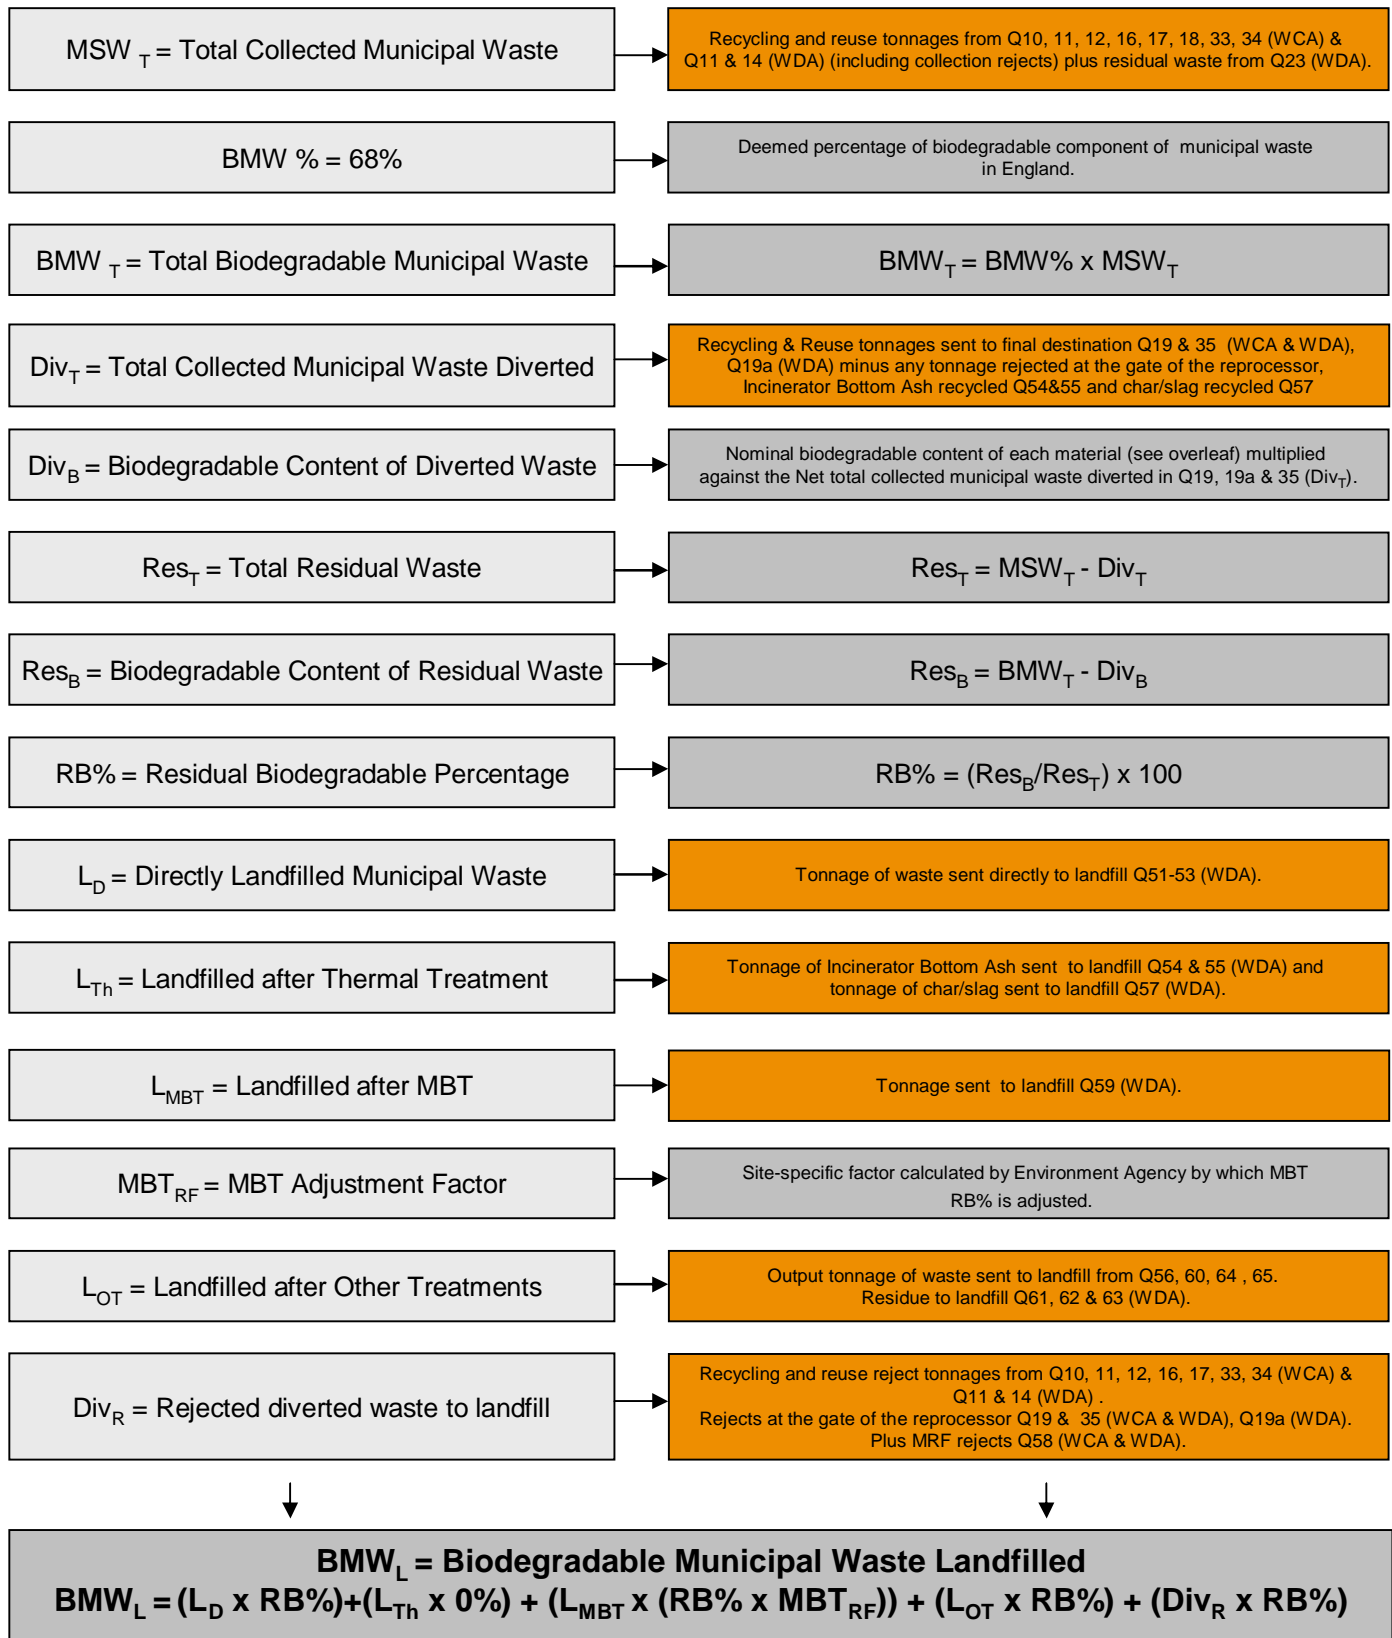 MSW T = Total Collected Municipal Waste
Recycling and reuse tonnages from Q10, 11, 12, 16, 17, 18, 33, 34 (WCA) &
Q11 & 14 (WDA) (including collection rejects) plus residual waste from Q23 (WDA).
BMW % = 68%
Deemed percentage of biodegradable component of municipal waste
in England.
BMW T = Total Biodegradable Municipal Waste
BMWT = BMW% x MSWT
DivT = Total Collected Municipal Waste Diverted
Recycling & Reuse tonnages sent to final destination Q19 & 35 (WCA & WDA),
Q19a (WDA) minus any tonnage rejected at the gate of the reprocessor,
Incinerator Bottom Ash recycled Q54&55 and char/slag recycled Q57
DivB = Biodegradable Content of Diverted Waste
Nominal biodegradable content of each material (see overleaf) multiplied
against the Net total collected municipal waste diverted in Q19, 19a & 35 (DivT).
ResT = Total Residual Waste
ResT = MSWT - DivT
ResB = Biodegradable Content of Residual Waste
ResB = BMWT - DivB
RB% = Residual Biodegradable Percentage
RB% = (ResB/ResT) x 100
LD = Directly Landfilled Municipal Waste
Tonnage of waste sent directly to landfill Q51-53 (WDA).
LTh = Landfilled after Thermal Treatment
Tonnage of Incinerator Bottom Ash sent to landfill Q54 & 55 (WDA) and
tonnage of char/slag sent to landfill Q57 (WDA).
LMBT = Landfilled after MBT
Tonnage sent to landfill Q59 (WDA).
MBTRF = MBT Adjustment Factor
Site-specific factor calculated by Environment Agency by which MBT
RB% is adjusted.
LOT = Landfilled after Other Treatments
Output tonnage of waste sent to landfill from Q56, 60, 64 , 65.
Residue to landfill Q61, 62 & 63 (WDA).
DivR = Rejected diverted waste to landfill
Recycling and reuse reject tonnages from Q10, 11, 12, 16, 17, 33, 34 (WCA) &
Q11 & 14 (WDA) .
Rejects at the gate of the reprocessor Q19 & 35 (WCA & WDA), Q19a (WDA).
Plus MRF rejects Q58 (WCA & WDA).
BMWL = Biodegradable Municipal Waste Landfilled
BMWL = (LD x RB%)+(LTh x 0%) + (LMBT x (RB% x MBTRF)) + (LOT x RB%) + (DivR x RB%)